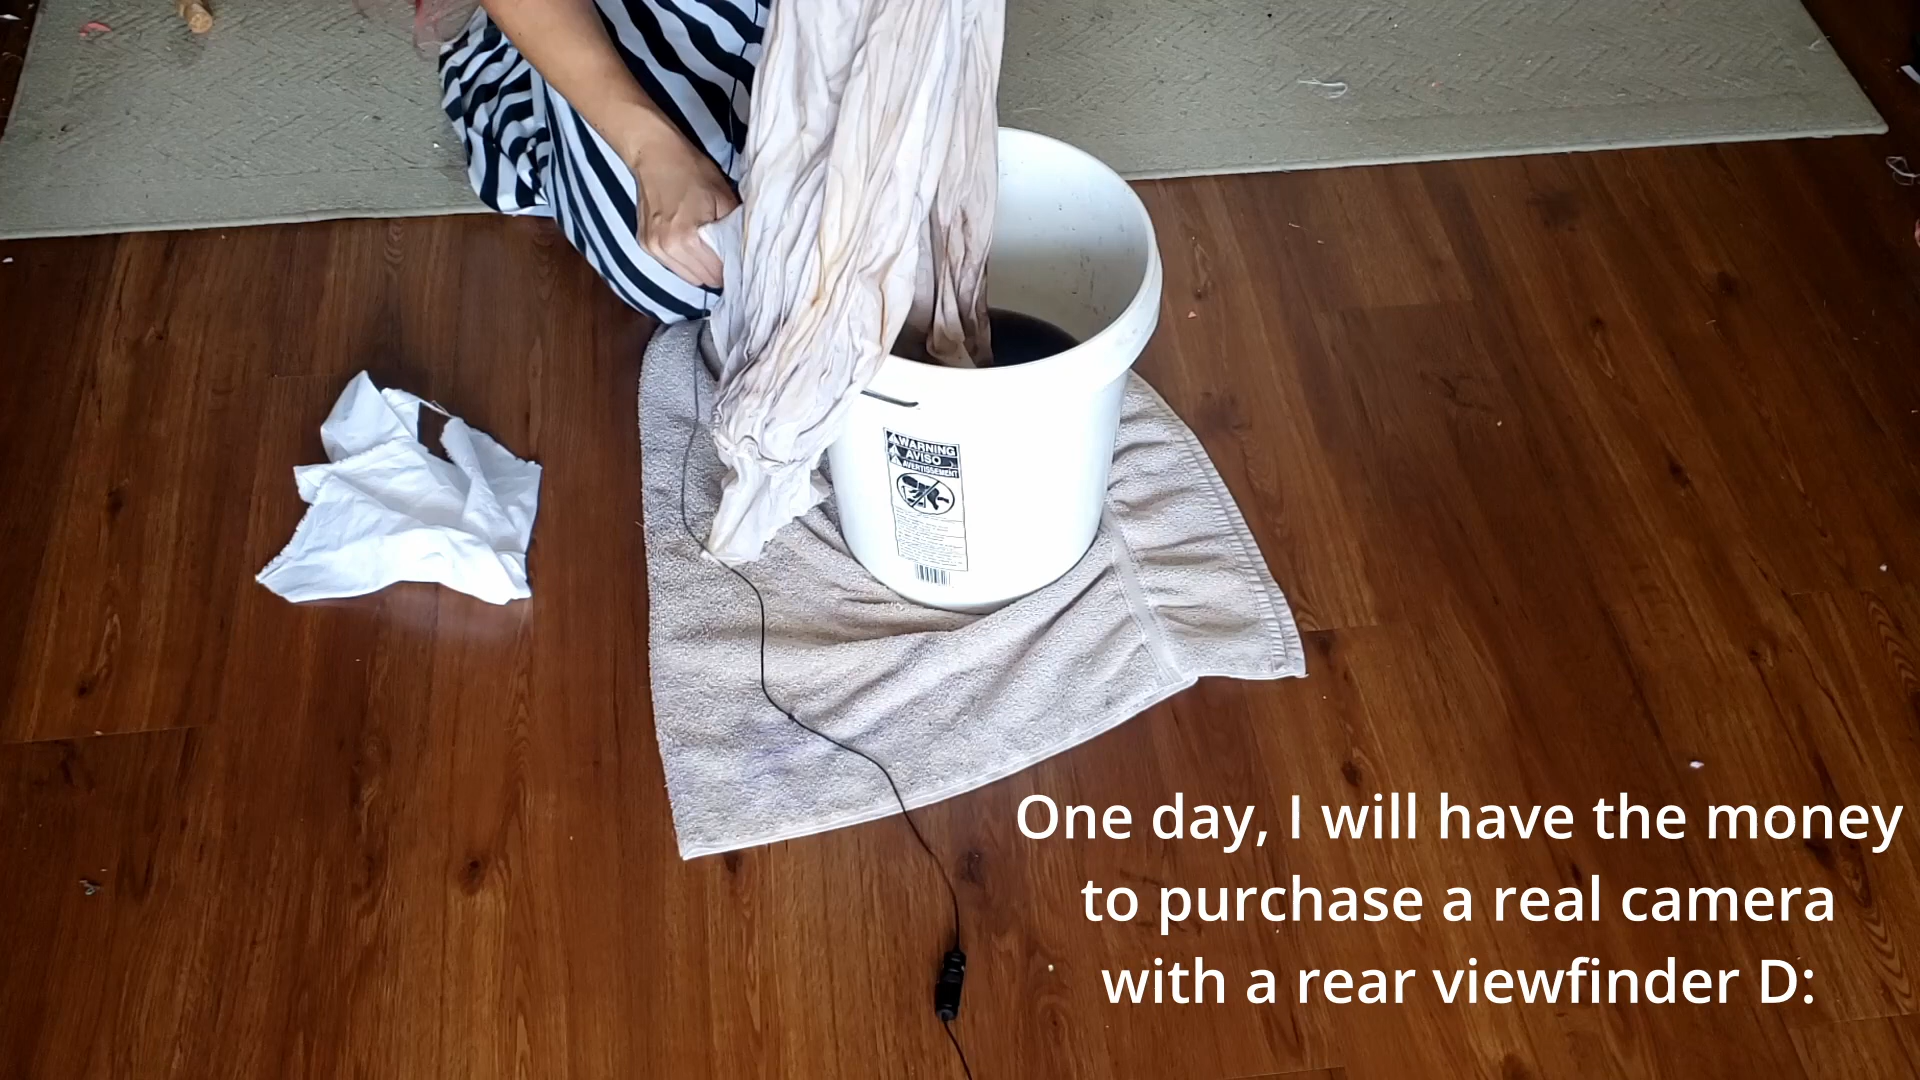 WARNING
AVISO
AVERTISSEMENT
One day, I will have the money
to purchase a real camera
with a rear viewfinder D: